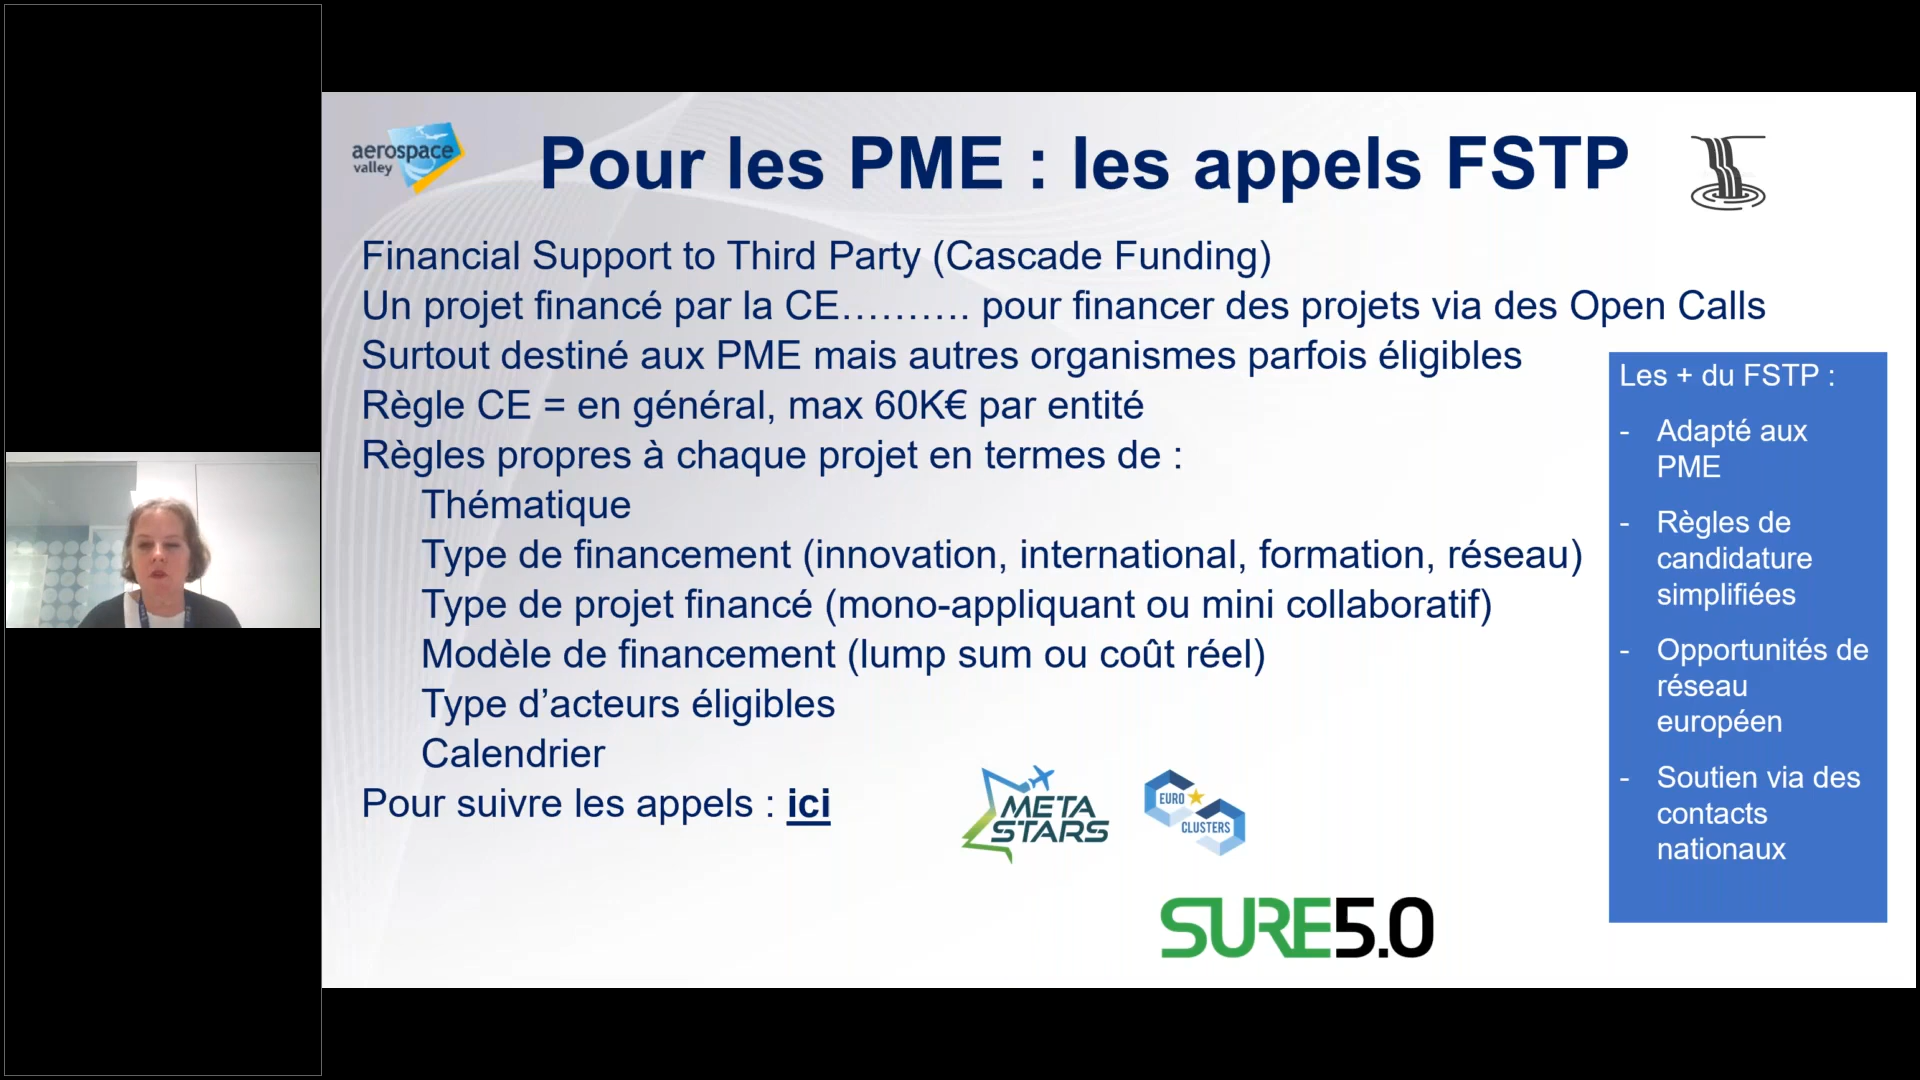 aerospace
valley
Pour les PME : les appels FSTP
Financial Support to Third Party (Cascade Funding)
Un projet financé par la CE………. pour financer des projets via des Open Calls
Surtout destiné aux PME mais autres organismes parfois éligibles
Règle CE = en général, max 60K€ par entité
Règles propres à chaque projet en termes de :
Thématique
Type de financement (innovation, international, formation, réseau)
Type de projet financé (mono-appliquant ou mini collaboratif)
Modèle de financement (lump sum ou coût réel)
Type d’acteurs éligibles
Calendrier
Pour suivre les appels : ici
Les + du FSTP :
- Adapté aux
PME
- Règles de
candidature
simplifiées
- Opportunités de
réseau
européen
- Soutien via des
contacts
nationaux
META
STARS
EURO
CLUSTERS
SURE5.0